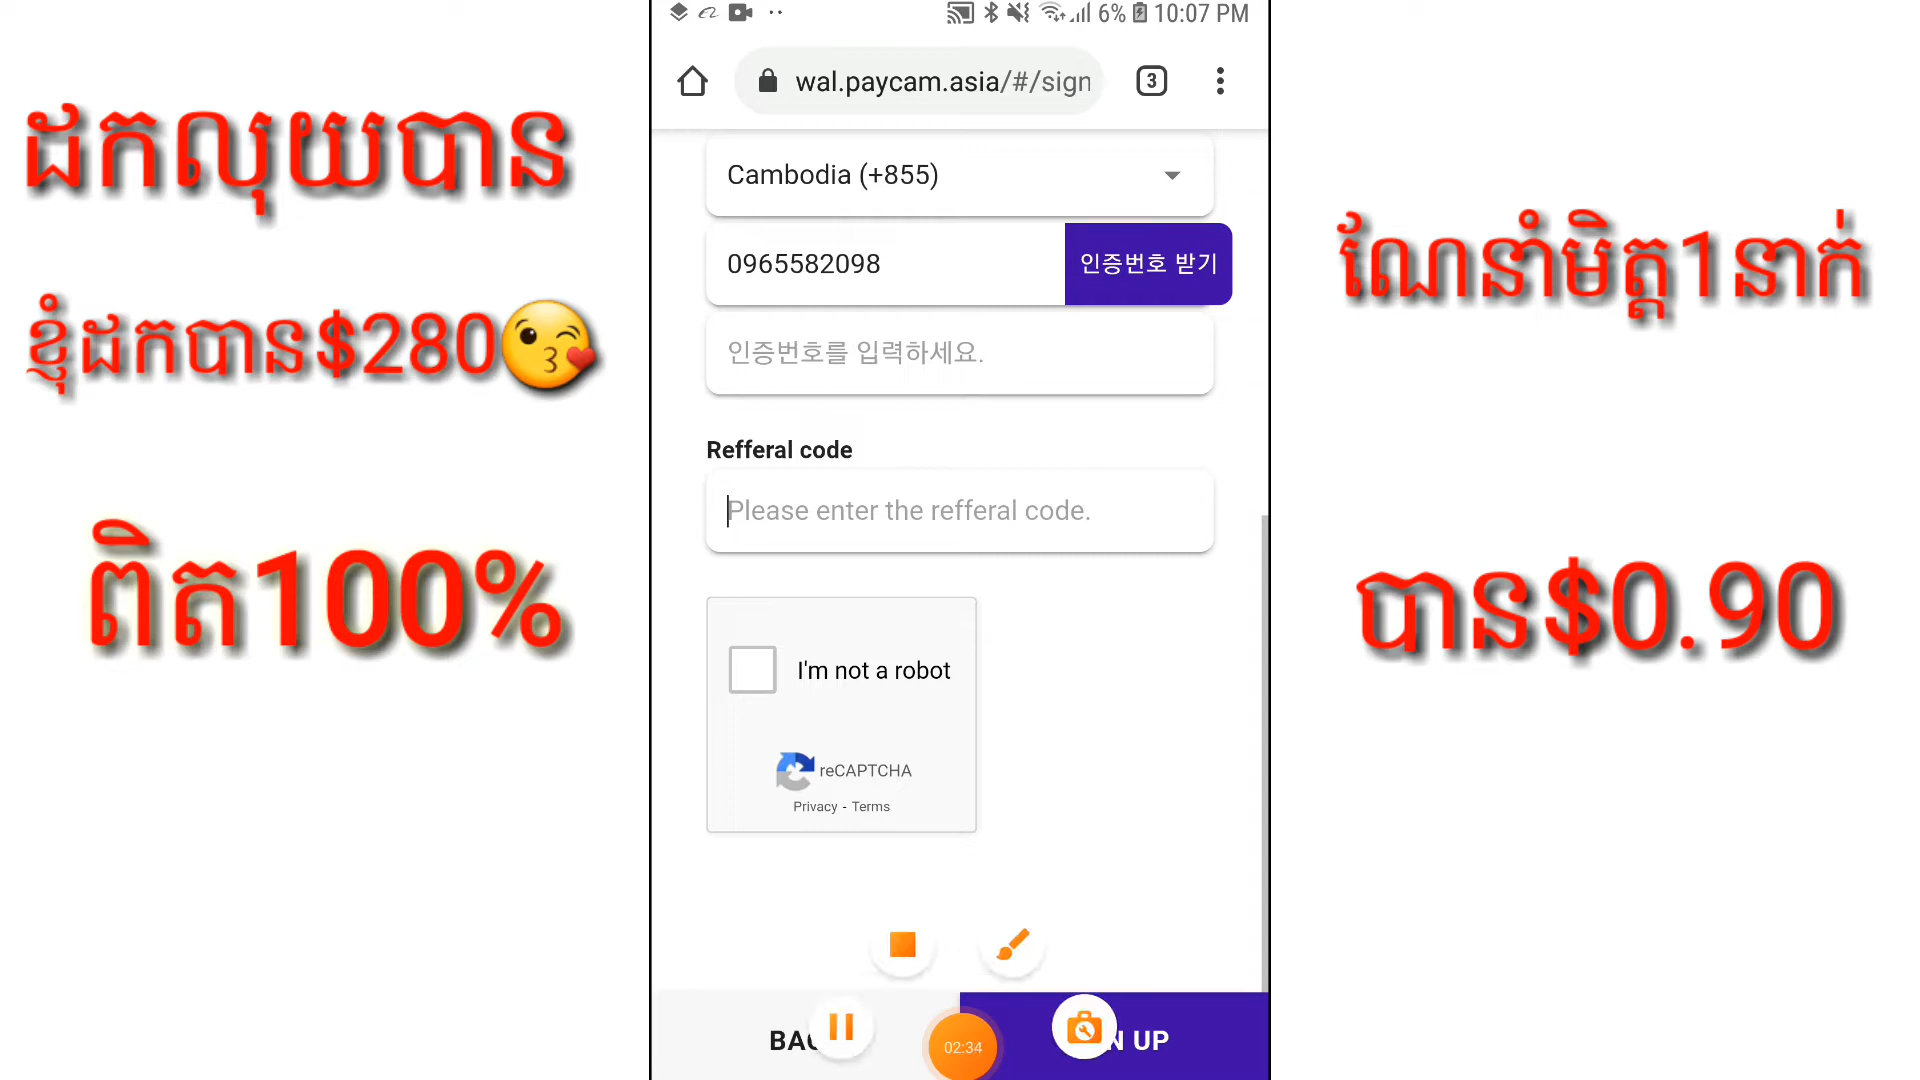 ដកលុយបាន
ខ្ញុំដកបាន$280😘
ពិត100%
6% 10:07 PM
wal.paycam.asia/#/sign
3
Cambodia (+855)
0965582098
인증번호 받기
인증번호를 입력하세요.
Refferal code
Please enter the refferal code.
I'm not a robot
reCAPTCHA
Privacy - Terms
BAC
N UP
02:34
ណែនាំមិត្ត1នាក់
បាន$0.90